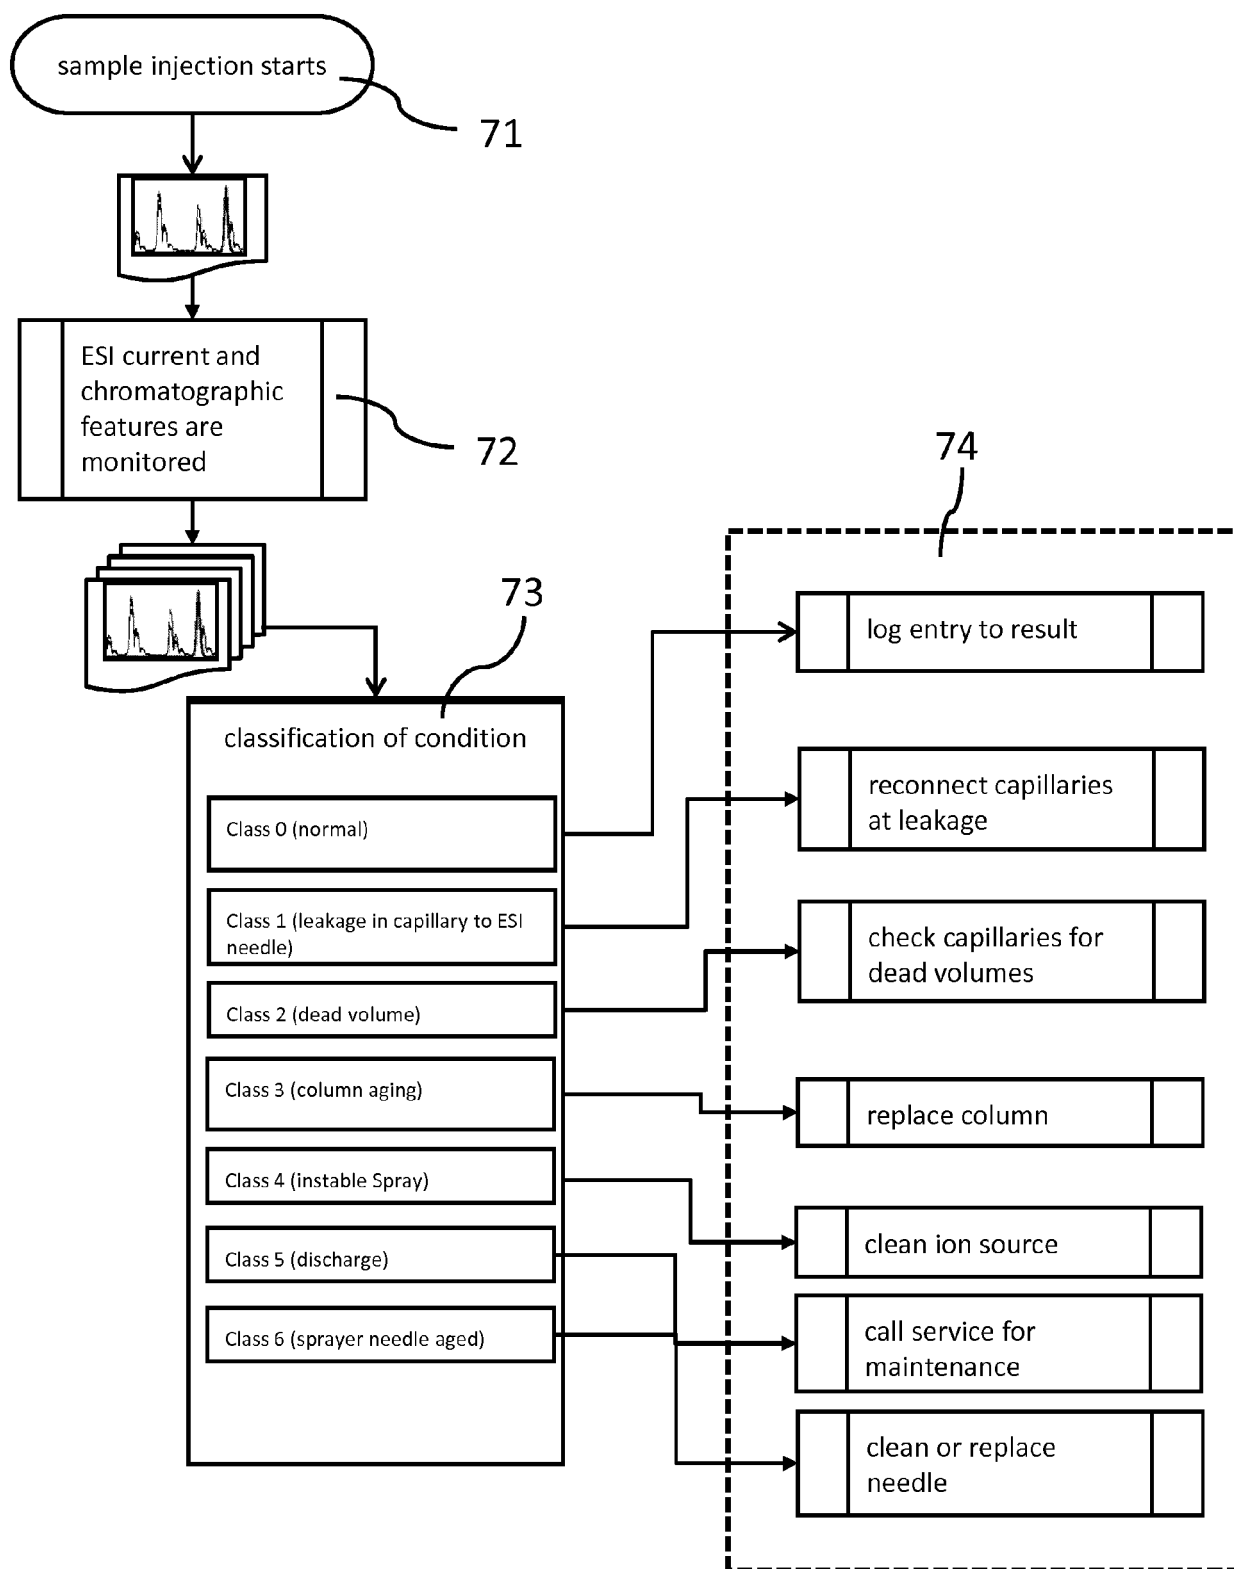 sample injection starts
71
ESI current and
chromatographic
features are
monitored
72
73
classification of condition
Class 0 (normal)
Class 1 (leakage in capillary to ESI
needle)
Class 2 (dead volume)
Class 3 (column aging)
Class 4 (instable Spray)
Class 5 (discharge)
Class 6 (sprayer needle aged)
74
log entry to result
reconnect capillaries
at leakage
check capillaries for
dead volumes
replace column
clean ion source
call service for
maintenance
clean or replace
needle